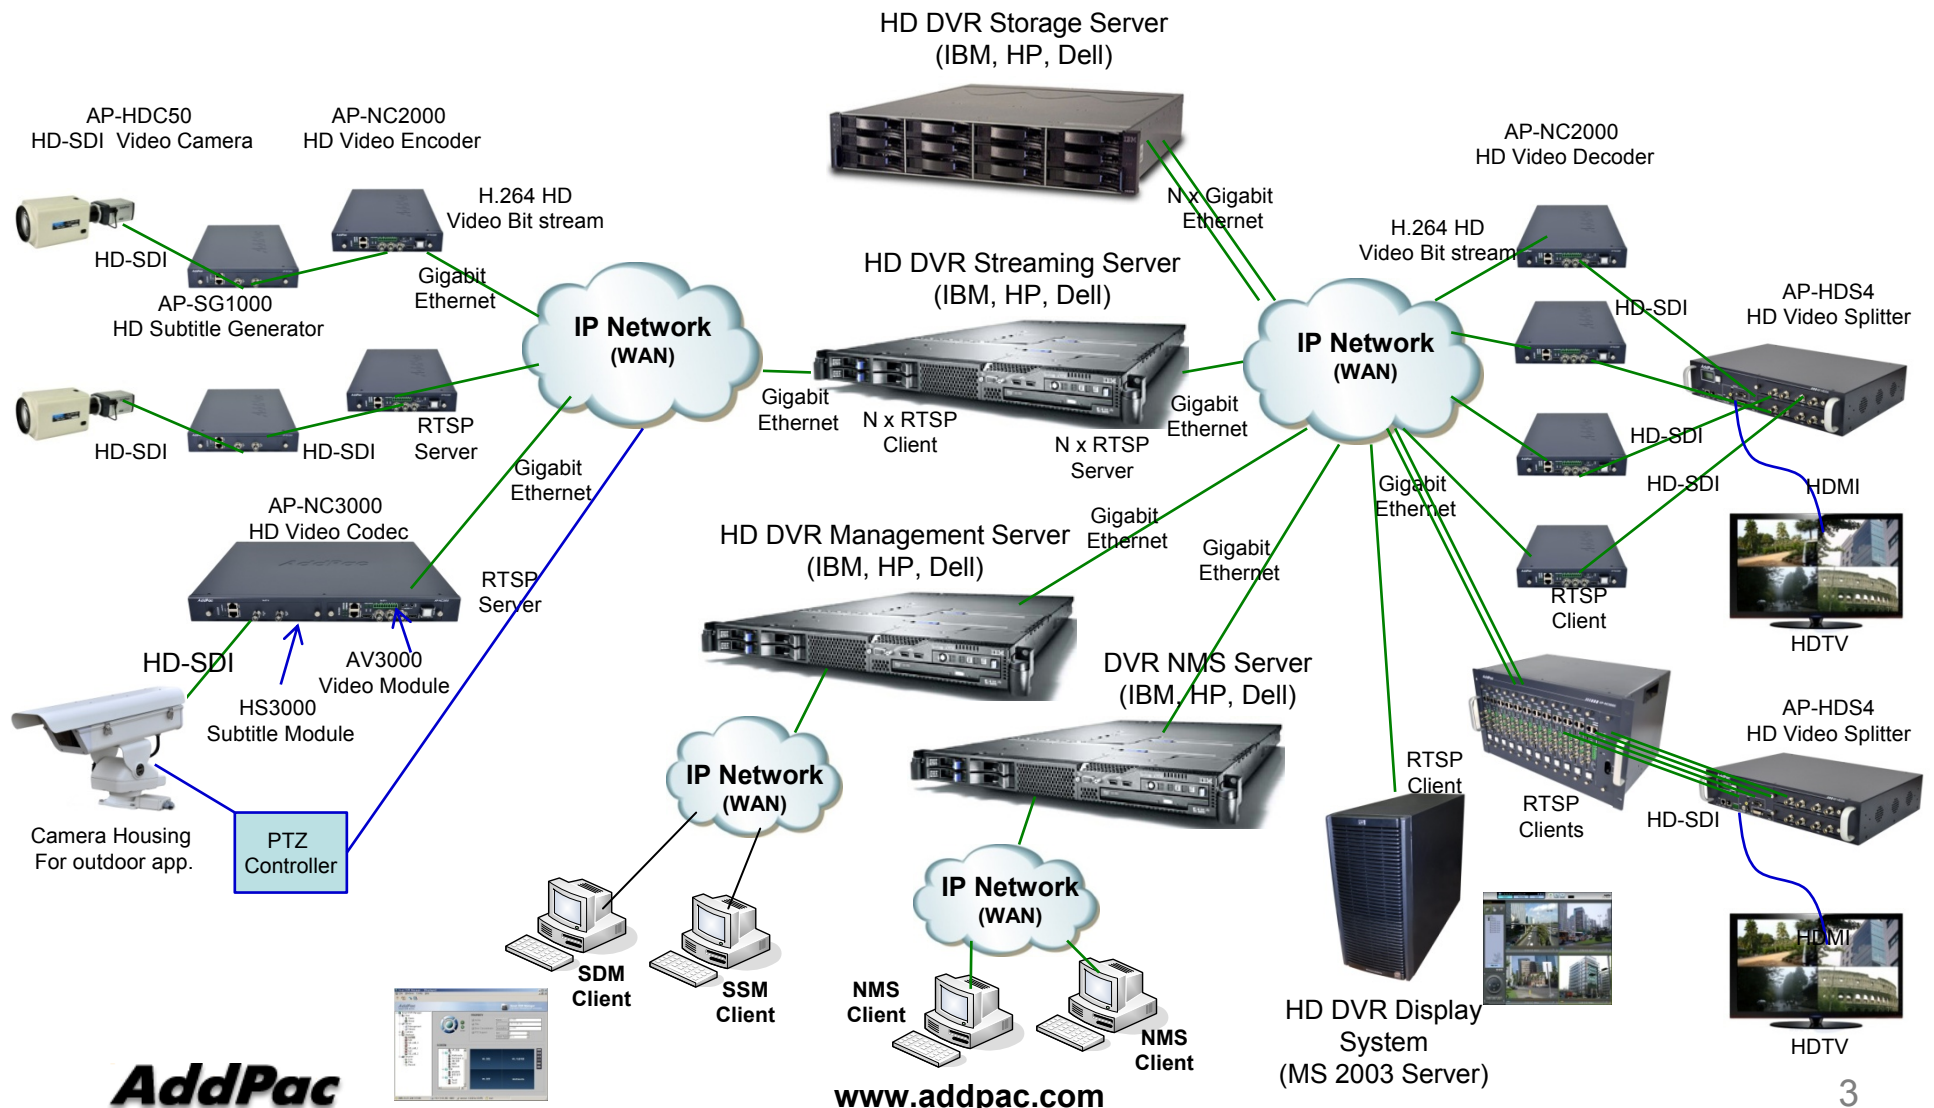 HD DVR Storage Server
(IBM, HP, Dell)
AP-HDC50
HD-SDI  Video Camera
AP-NC2000
HD Video Encoder
AP-NC2000
HD Video Decoder
H.264 HD
Video Bit stream
N x Gigabit
Ethernet
H.264 HD
Video Bit stream
HD-SDI
Gigabit
Ethernet
HD DVR Streaming Server
(IBM, HP, Dell)
AP-SG1000
HD Subtitle Generator
IP Network
(WAN)
IP Network
(WAN)
HD-SDI
AP-HDS4
HD Video Splitter
Gigabit
Ethernet
N x RTSP
Client
N x RTSP
Server
Gigabit
Ethernet
HD-SDI
HD-SDI
RTSP
Server
HD-SDI
HD-SDI
HDMI
Gigabit
Ethernet
Gigabit
Ethernet
AP-NC3000
HD Video Codec
AddPac
RTSP
Server
HD DVR Management Server
(IBM, HP, Dell)
Gigabit
Ethernet
Gigabit
Ethernet
RTSP
Client
HDTV
HD-SDI
AV3000
Video Module
HS3000
Subtitle Module
DVR NMS Server
(IBM, HP, Dell)
AP-HDS4
HD Video Splitter
IP Network
(WAN)
RTSP
Client
RTSP
Clients
HD-SDI
Camera Housing
For outdoor app.
PTZ
Controller
IP Network
(WAN)
HDMI
SDM
Client
SSM
Client
NMS
Client
NMS
Client
HD DVR Display
System
(MS 2003 Server)
HDTV
AddPac
www.addpac.com
3